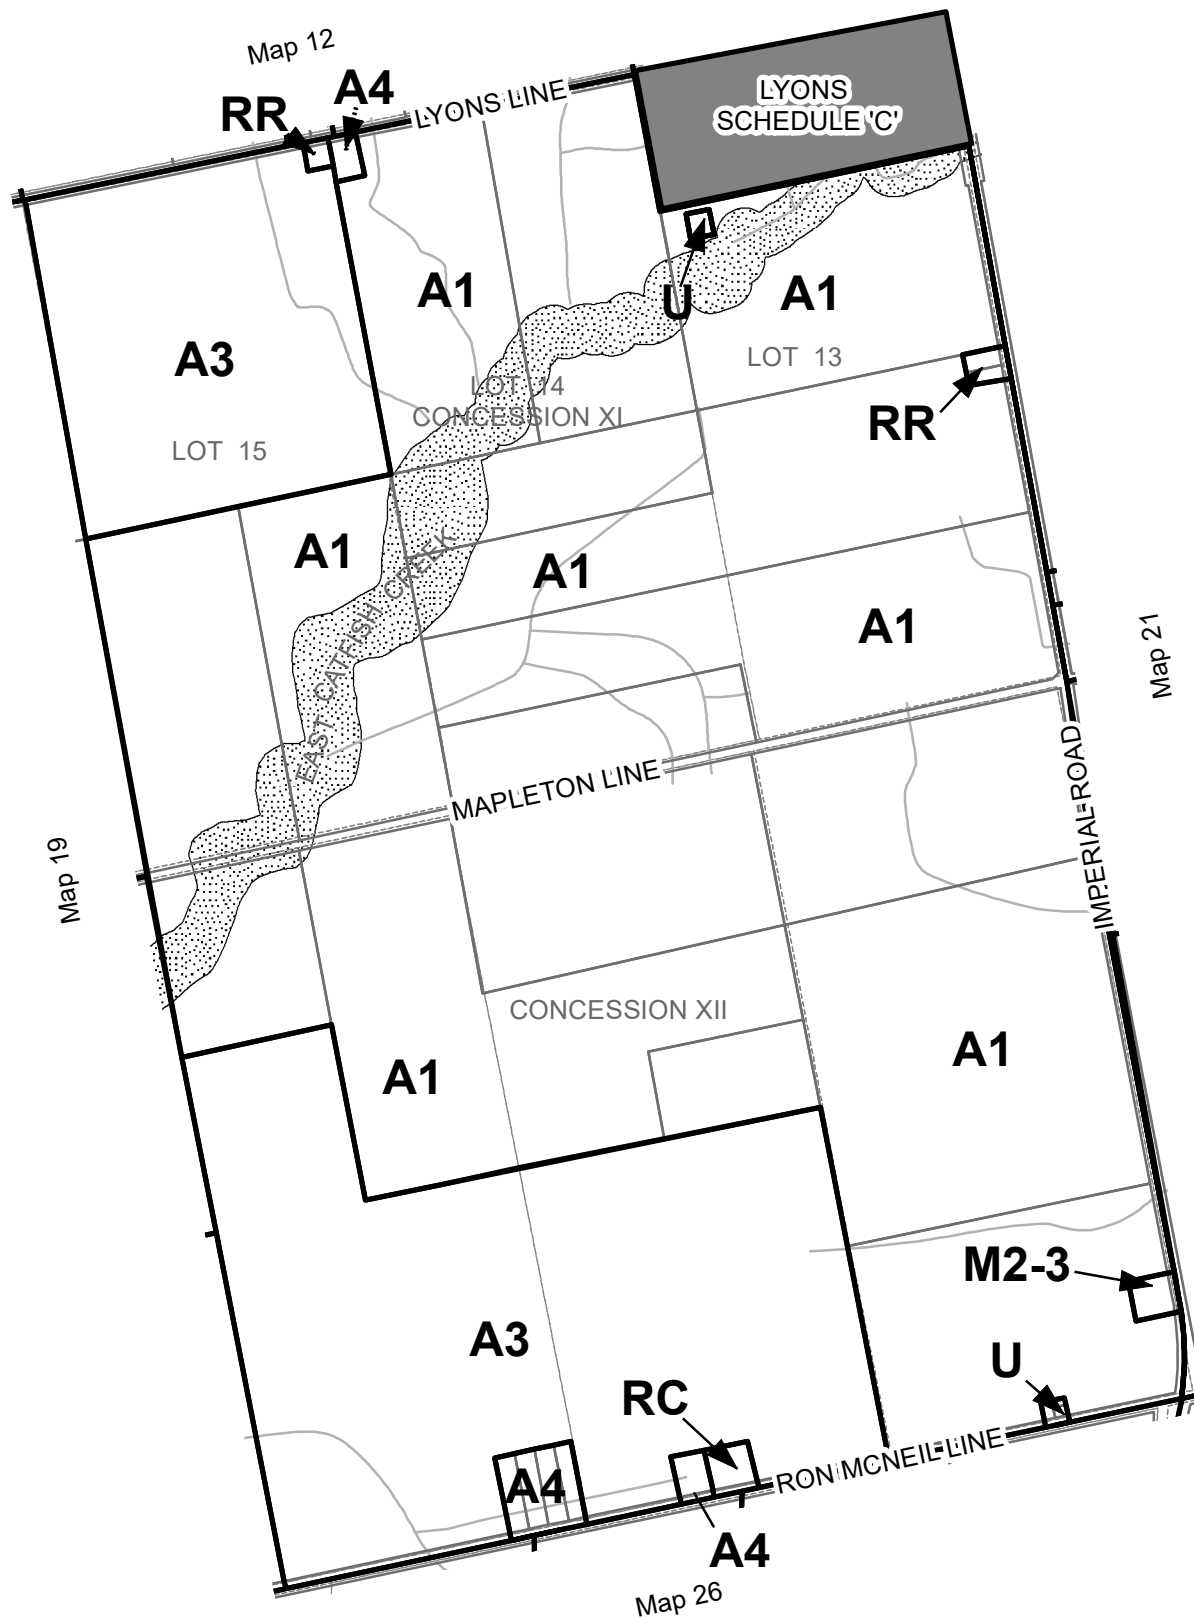 Map 12
A4
RR
LYONS LINE
LYONS
SCHEDULE 'C'
A1
U
A1
A3
LOT 13
LOT 14
CONCESSION XI
RR
LOT 15
A1
A1
EAST CATFISH CREEK
A1
Map 21
MAPLETON LINE
IMPERIAL ROAD
Map 19
CONCESSION XII
A1
A1
M2-3
A3
U
RC
RON MCNEIL LINE
A4
A4
Map 26